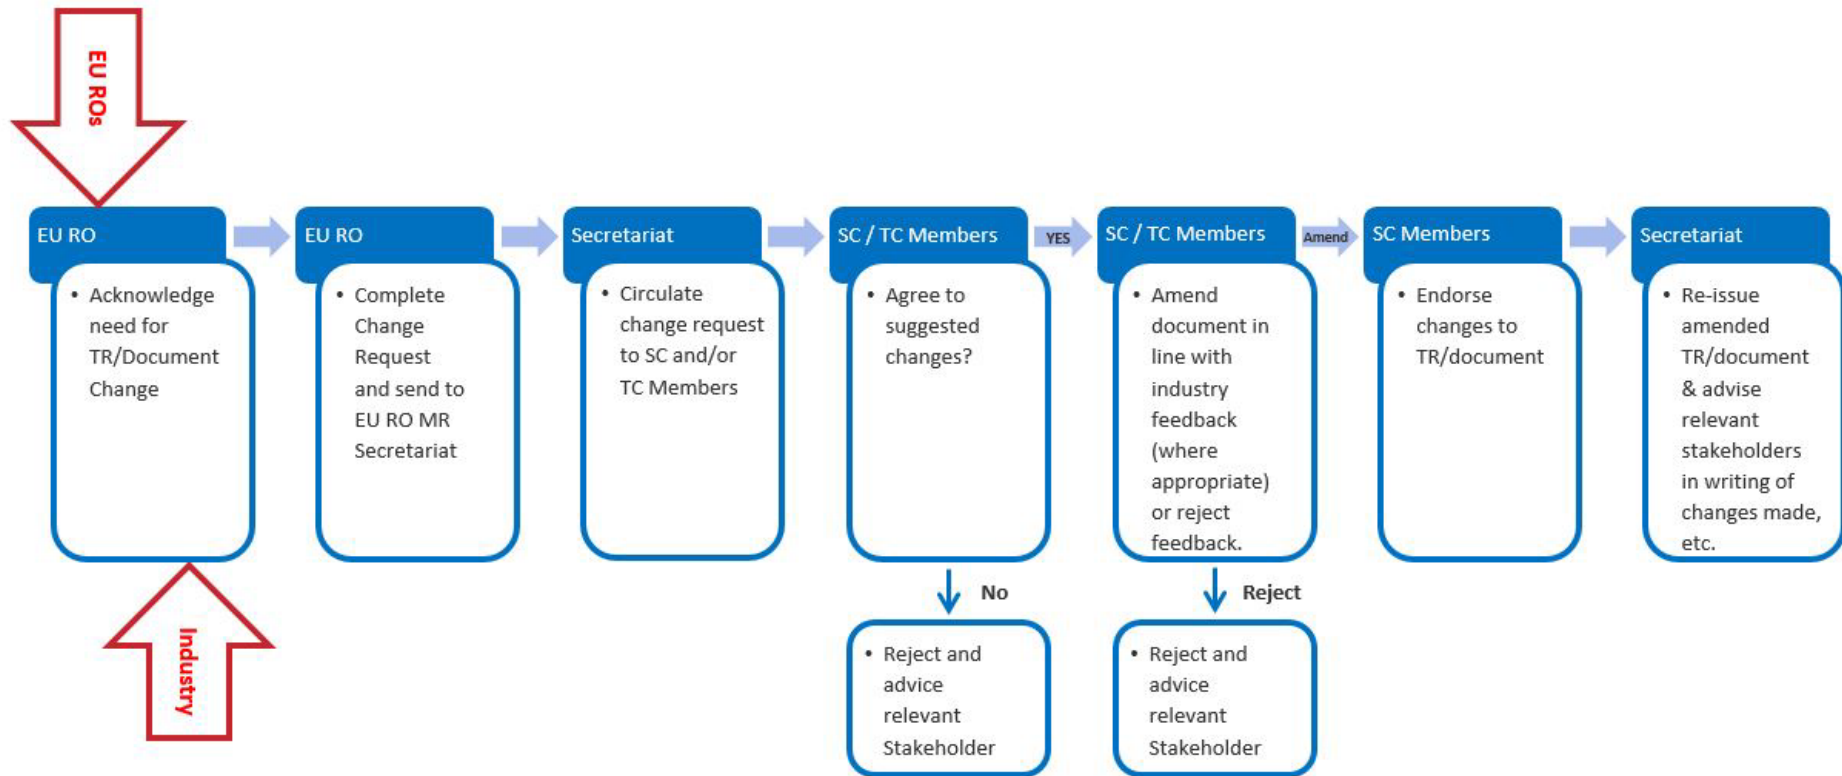 EU ROs
EU RO
• Acknowledge
need for
TR/Document
Change
Industry
EU RO
• Complete
Change
Request
and send to
EU RO MR
Secretariat
Secretariat
• Circulate
change request
to SC and/or
TC Members
SC / TC Members
• Agree to
suggested
changes?
YES
No
• Reject and
advice
relevant
Stakeholder
SC / TC Members
• Amend
document in
line with
industry
feedback
(where
appropriate)
or reject
feedback.
Amend
Reject
• Reject and
advice
relevant
Stakeholder
SC Members
• Endorse
changes to
TR/document
Secretariat
• Re-issue
amended
TR/document
& advise
relevant
stakeholders
in writing of
changes made,
etc.